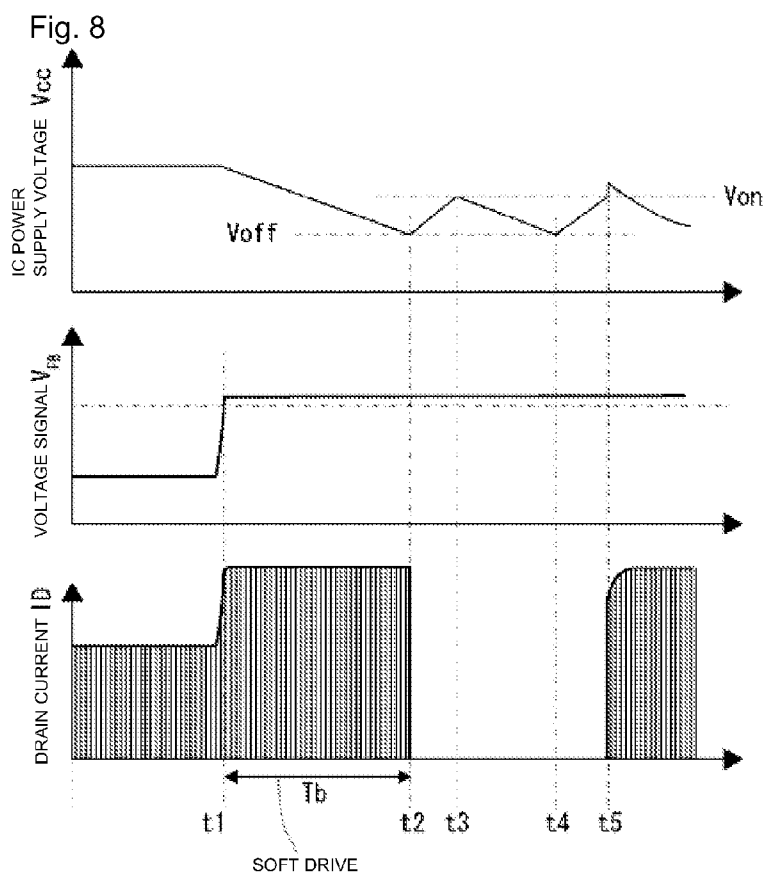 Fig. 8
IC POWER
SUPPLY VOLTAGE Vcc
Von
Voff
VOLTAGE SIGNAL VFB
DRAIN CURRENT ID
Tb
t1 t2 t3 t4 t5
SOFT DRIVE